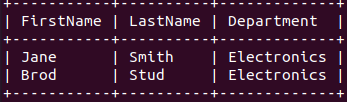 +-----------+----------+-------------+
| FirstName | LastName | Department  |
+-----------+----------+-------------+
| Jane      | Smith    | Electronics |
| Brod      | Stud     | Electronics |
+-----------+----------+-------------+